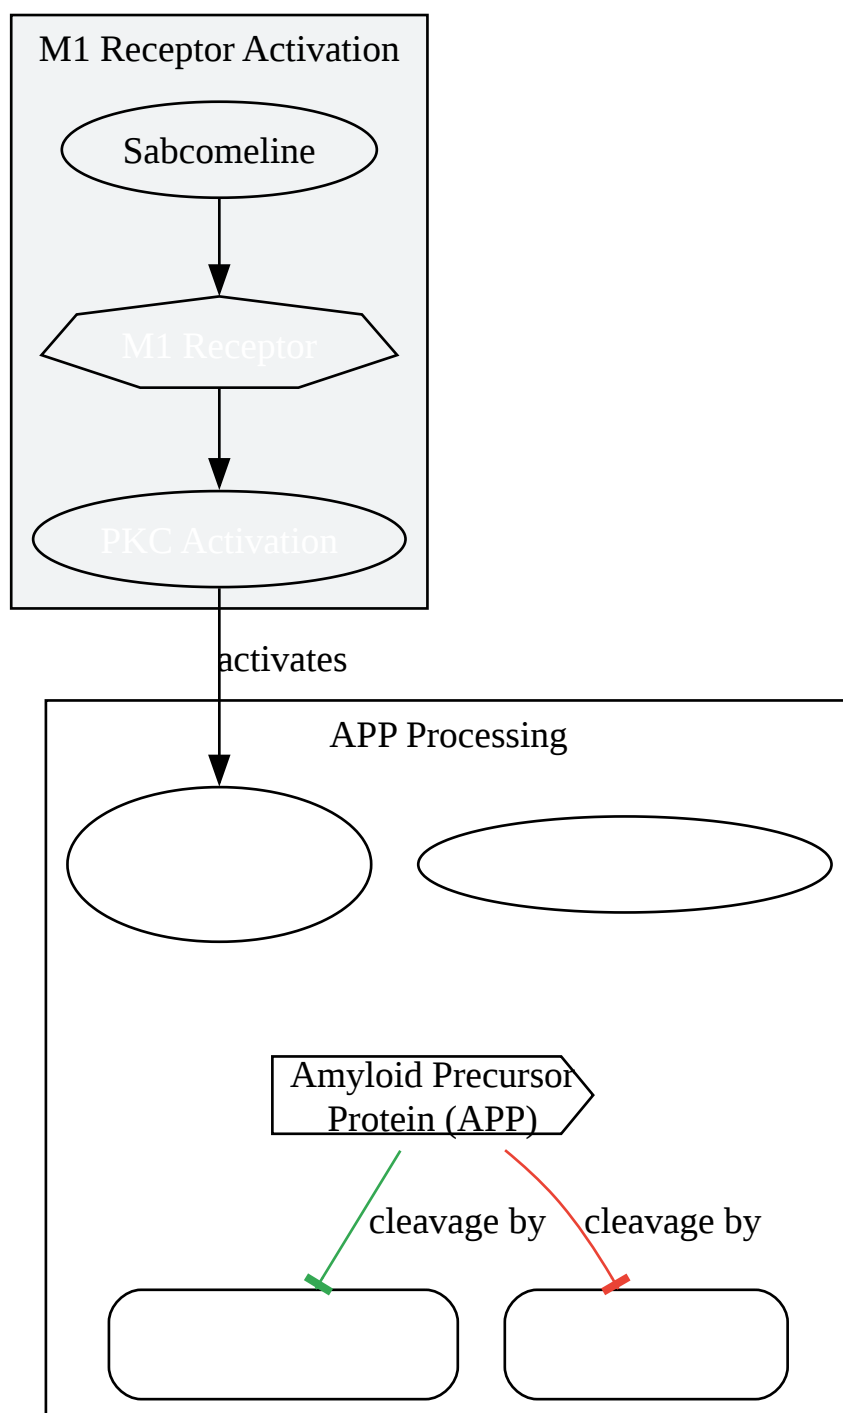 M1 Receptor Activation
Sabcomeline
M1 Receptor
PKC Activation
activates
APP Processing
Amyloid Precursor
Protein (APP)
cleavage by
cleavage by